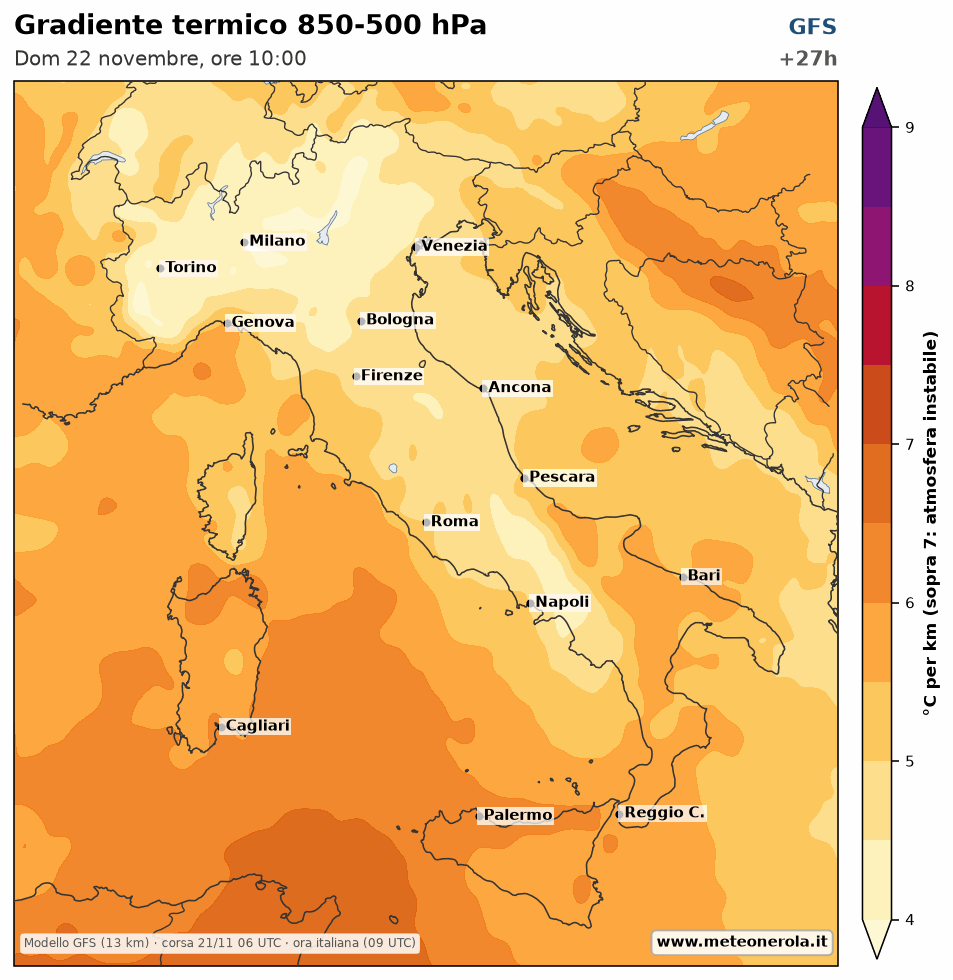 Gradiente termico 850-500 hPa
GFS
Dom 22 novembre, ore 10:00
+27h
Milano
Venezia
Torino
Genova
Bologna
Firenze
Ancona
Pescara
Roma
Bari
Napoli
Cagliari
Palermo
Reggio C.
9
8
7
6
5
4
°C per km (sopra 7: atmosfera instabile)
Modello GFS (13 km) · corsa 21/11 06 UTC · ora italiana (09 UTC)
www.meteonerola.it